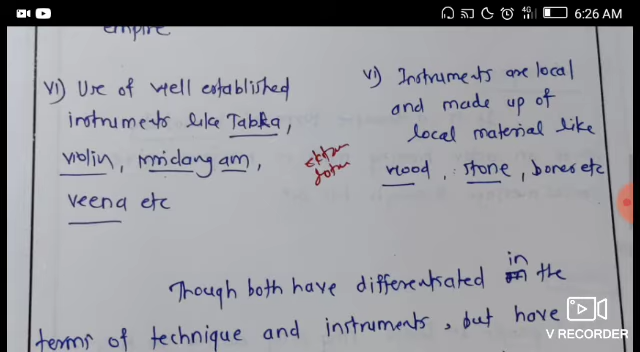 4G
6:26 AM
empire
vi) Use of well established
instruments like Tabka,
violin, mridangam,
veena etc
vi) Instruments are local
and made up of
local material like
wood, stone, bones etc
Though both have differentiated in the
terms of technique and instruments, but have
V RECORDER